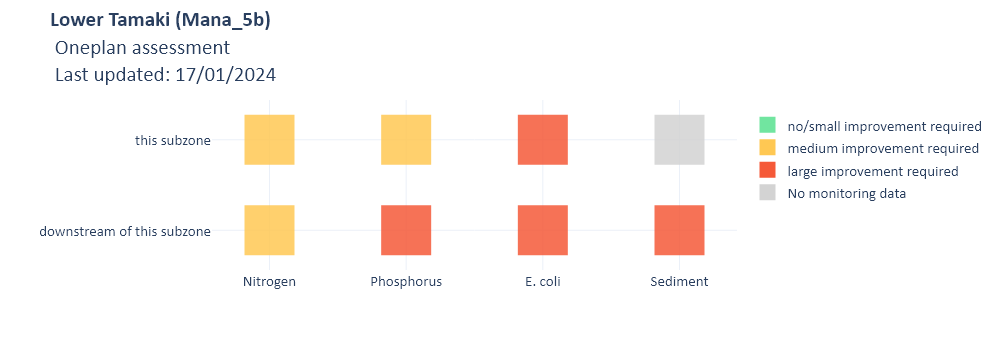 Lower Tamaki (Mana_5b)
Oneplan assessment
Last updated: 17/01/2024
this subzone
downstream of this subzone
Nitrogen
Phosphorus
E. coli
Sediment
no/small improvement required
medium improvement required
large improvement required
No monitoring data